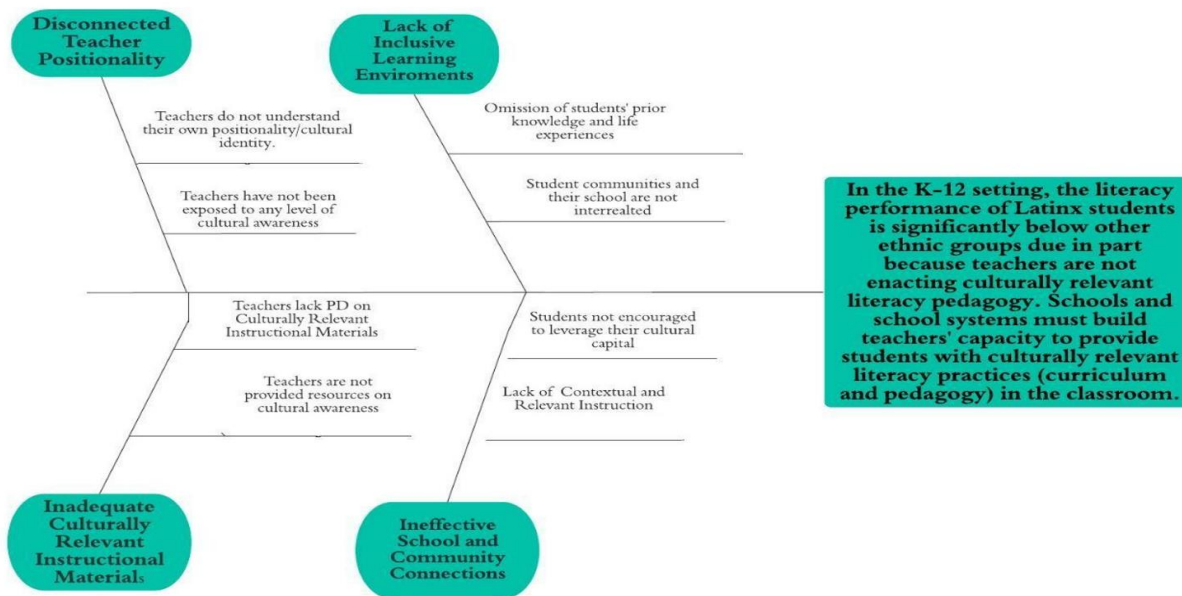 Disconnected
Teacher
Positionality
Teachers do not understand
their own positionality/cultural
identity.
Teachers have not been
exposed to any level of
cultural awareness
Lack of
Inclusive
Learning
Enviroments
Omission of students' prior
knowledge and life
experiences
Student communities and
their school are not
interrealted
Teachers lack PD on
Culturally Relevant
Instructional Materials
Teachers are not
provided resources on
cultural awareness
Inadequate
Culturally
Relevant
Instructional
Materials
Students not encouraged
to leverage their cultural
capital
Lack of Contextual and
Relevant Instruction
Ineffective
School and
Community
Connections
In the K-12 setting, the literacy
performance of Latinx students
is significantly below other
ethnic groups due in part
because teachers are not
enacting culturally relevant
literacy pedagogy. Schools and
school systems must build
teachers' capacity to provide
students with culturally relevant
literacy practices (curriculum
and pedagogy) in the classroom.